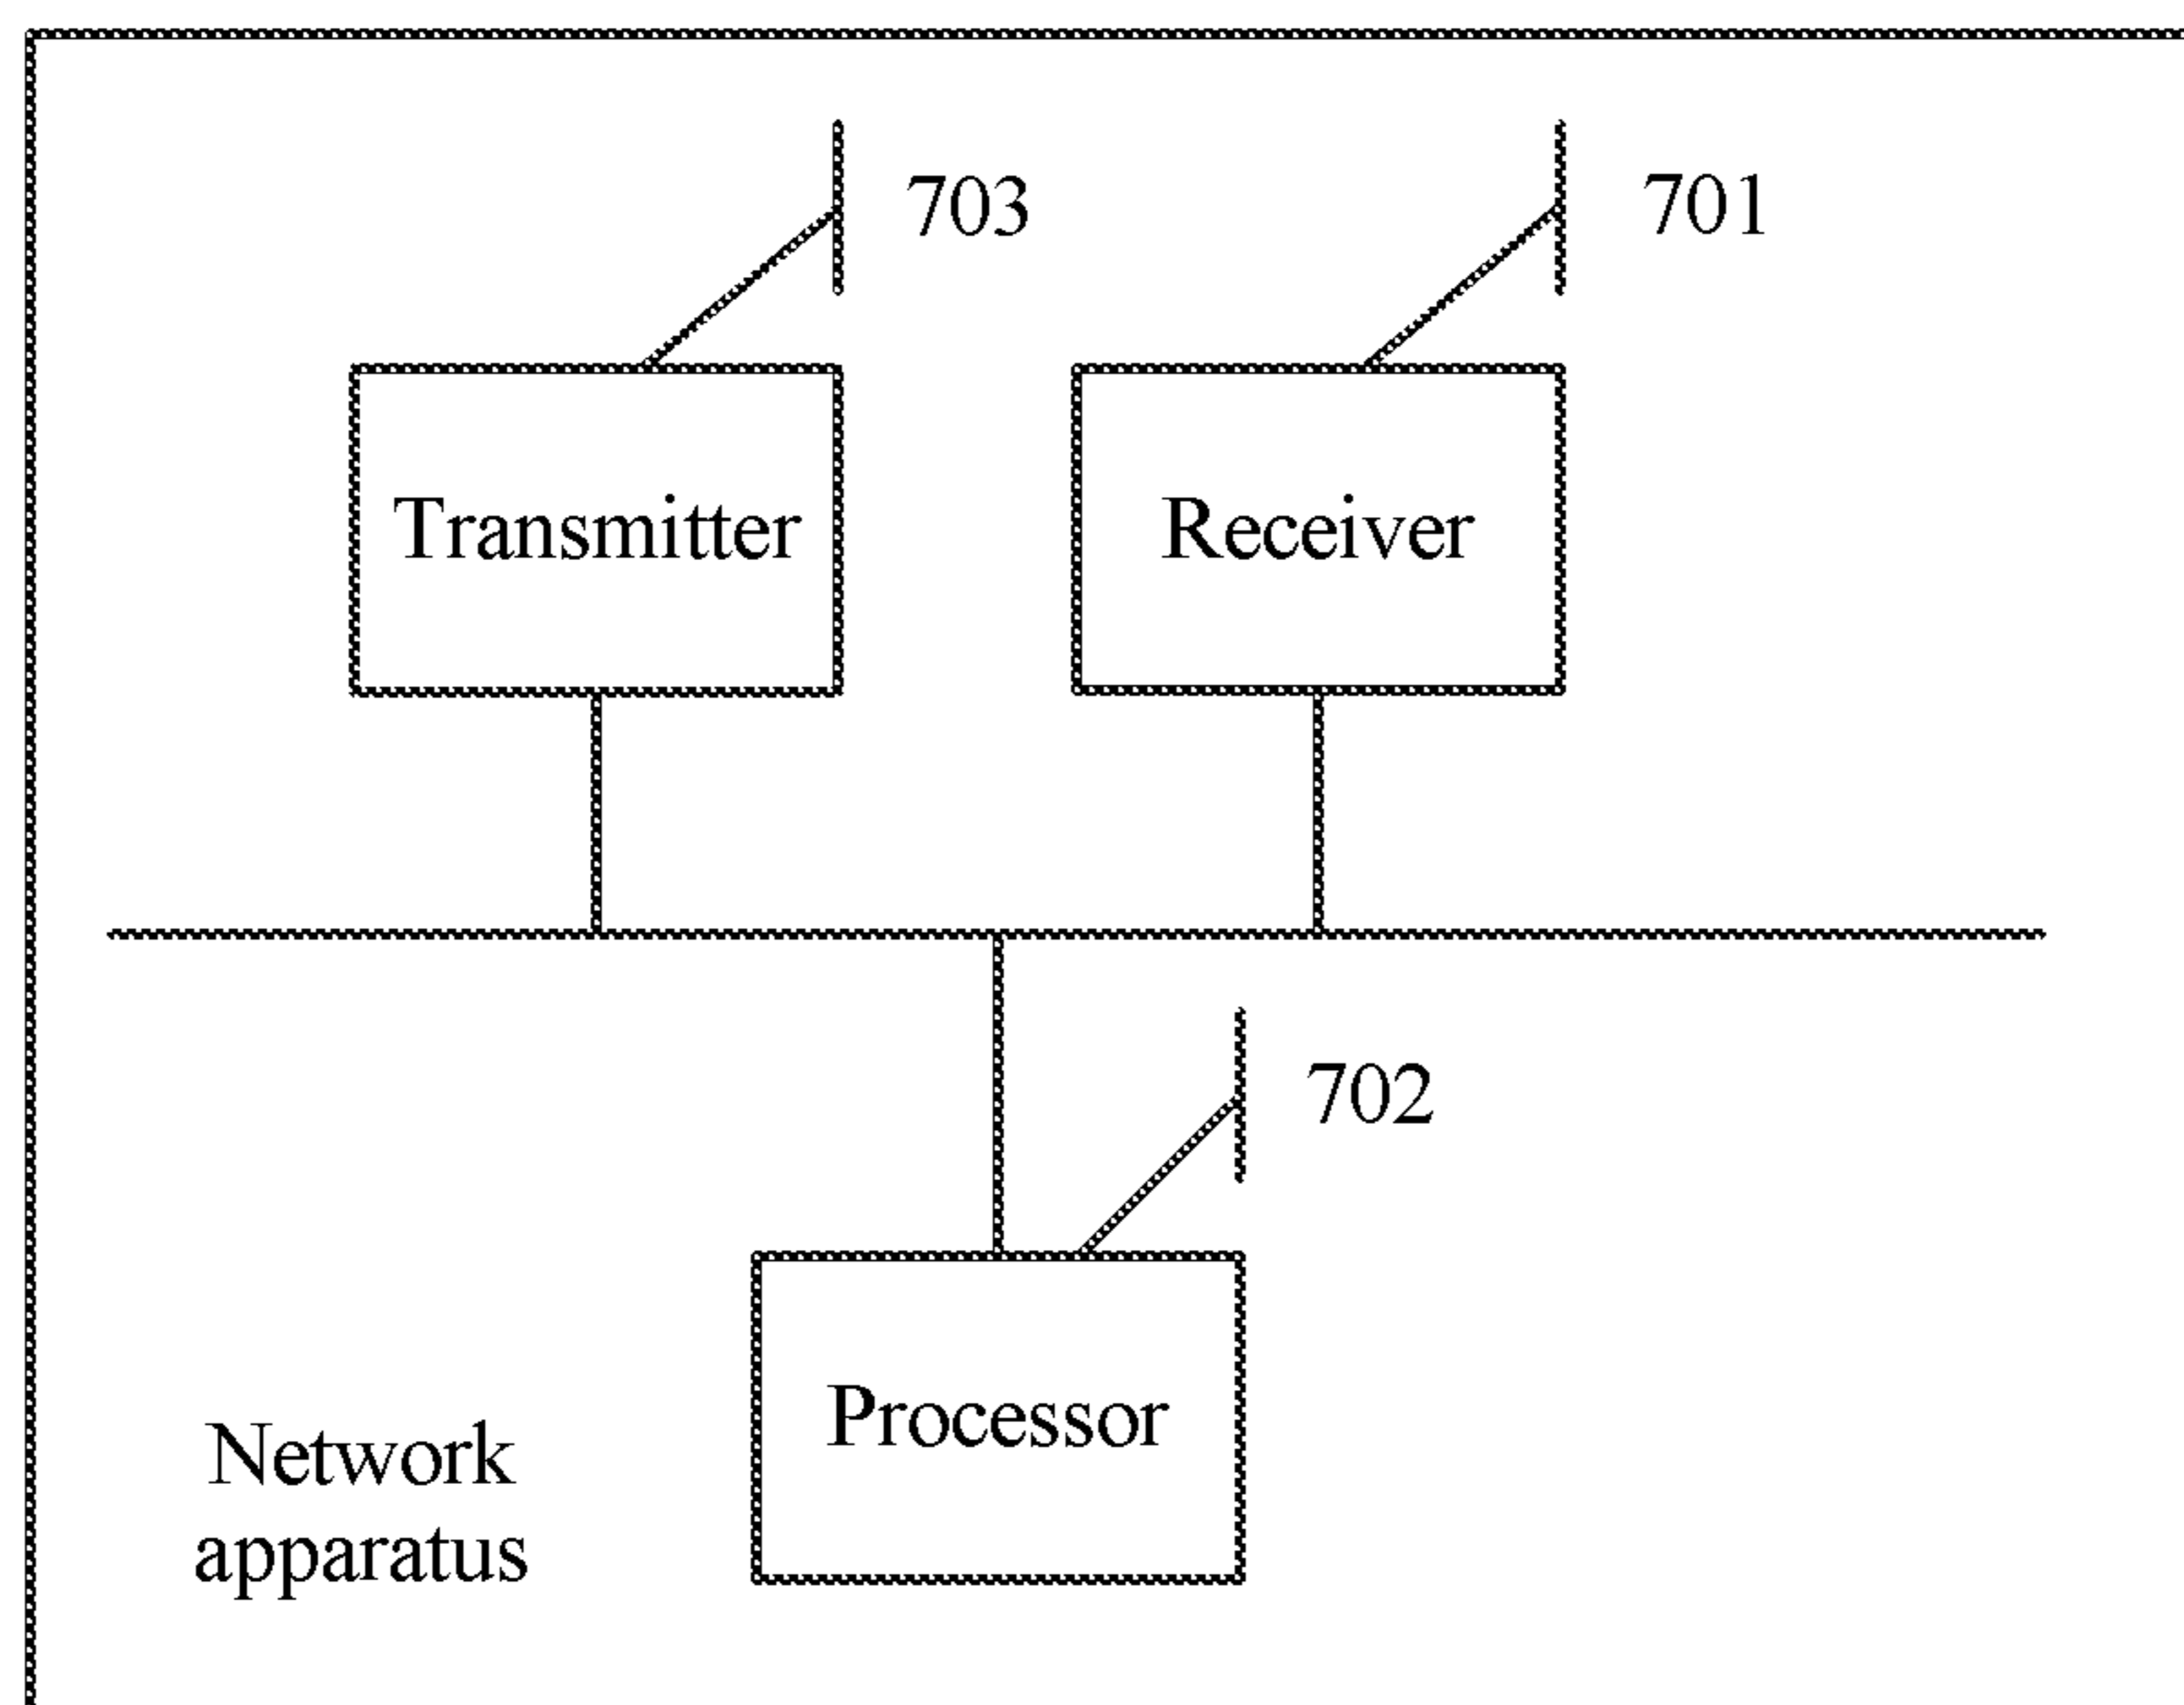 703
701
Transmitter
Receiver
702
Processor
Network
apparatus